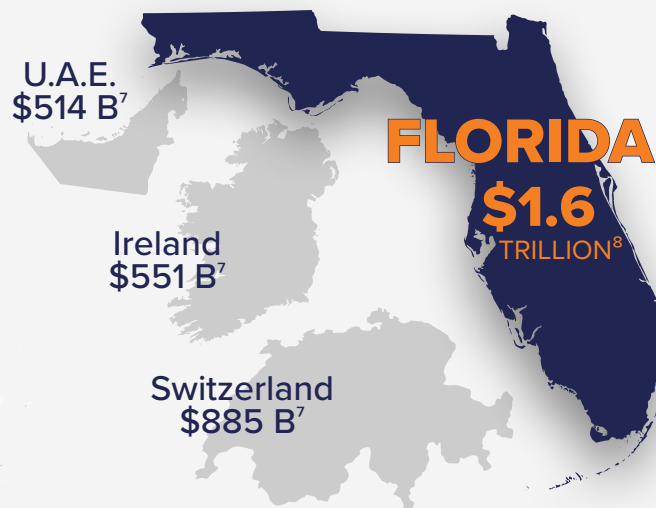 U.A.E.
$514 B⁷
FLORIDA
$1.6
TRILLION⁸
Ireland
$551 B⁷
Switzerland
$885 B⁷